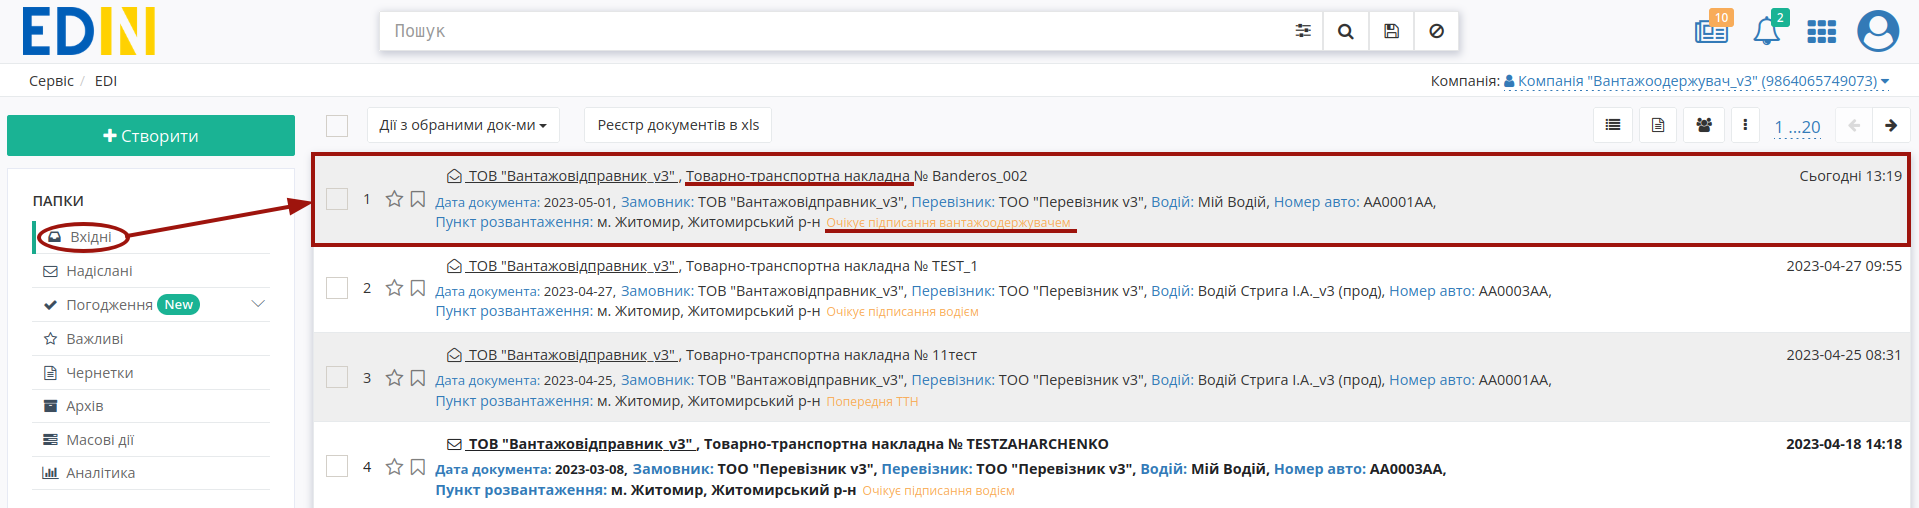 EDIN
Пошук
10
2
Сервіс / EDI
Компанія: Компанія "Вантажоодержувач_v3" (9864065749073)
Створити
Дії з обраними док-ми
Реєстр документів в xls
1 ...20
ПАПКИ
Вхідні
Надіслані
Погодження New
Важливі
Чернетки
Архів
Масові дії
Аналітика
ТОВ "Вантажовідправник_v3" , Товарно-транспортна накладна № Banderos_002
Сьогодні 13:19
1
Дата документа: 2023-05-01, Замовник: ТОВ "Вантажовідправник_v3", Перевізник: ТОО "Перевізник v3", Водій: Мій Водій, Номер авто: АА0001АА,
Пункт розвантаження: м. Житомир, Житомирський р-н Очікує підписання вантажоодержувачем
ТОВ "Вантажовідправник_v3" , Товарно-транспортна накладна № TEST_1
2023-04-27 09:55
2
Дата документа: 2023-04-27, Замовник: ТОВ "Вантажовідправник_v3", Перевізник: ТОО "Перевізник v3", Водій: Водій Стрига І.А._v3 (прод), Номер авто: АА0003АА,
Пункт розвантаження: м. Житомир, Житомирський р-н Очікує підписання водієм
ТОВ "Вантажовідправник_v3" , Товарно-транспортна накладна № 11тест
2023-04-25 08:31
3
Дата документа: 2023-04-25, Замовник: ТОВ "Вантажовідправник_v3", Перевізник: ТОО "Перевізник v3", Водій: Водій Стрига І.А._v3 (прод), Номер авто: АА0001АА,
Пункт розвантаження: м. Житомир, Житомирський р-н Попередня ТТН
ТОВ "Вантажовідправник_v3" , Товарно-транспортна накладна № TESTZAHARCHENKO
2023-04-18 14:18
4
Дата документа: 2023-03-08, Замовник: ТОО "Перевізник v3", Перевізник: ТОО "Перевізник v3", Водій: Мій Водій, Номер авто: АА0003АА,
Пункт розвантаження: м. Житомир, Житомирський р-н Очікує підписання водієм